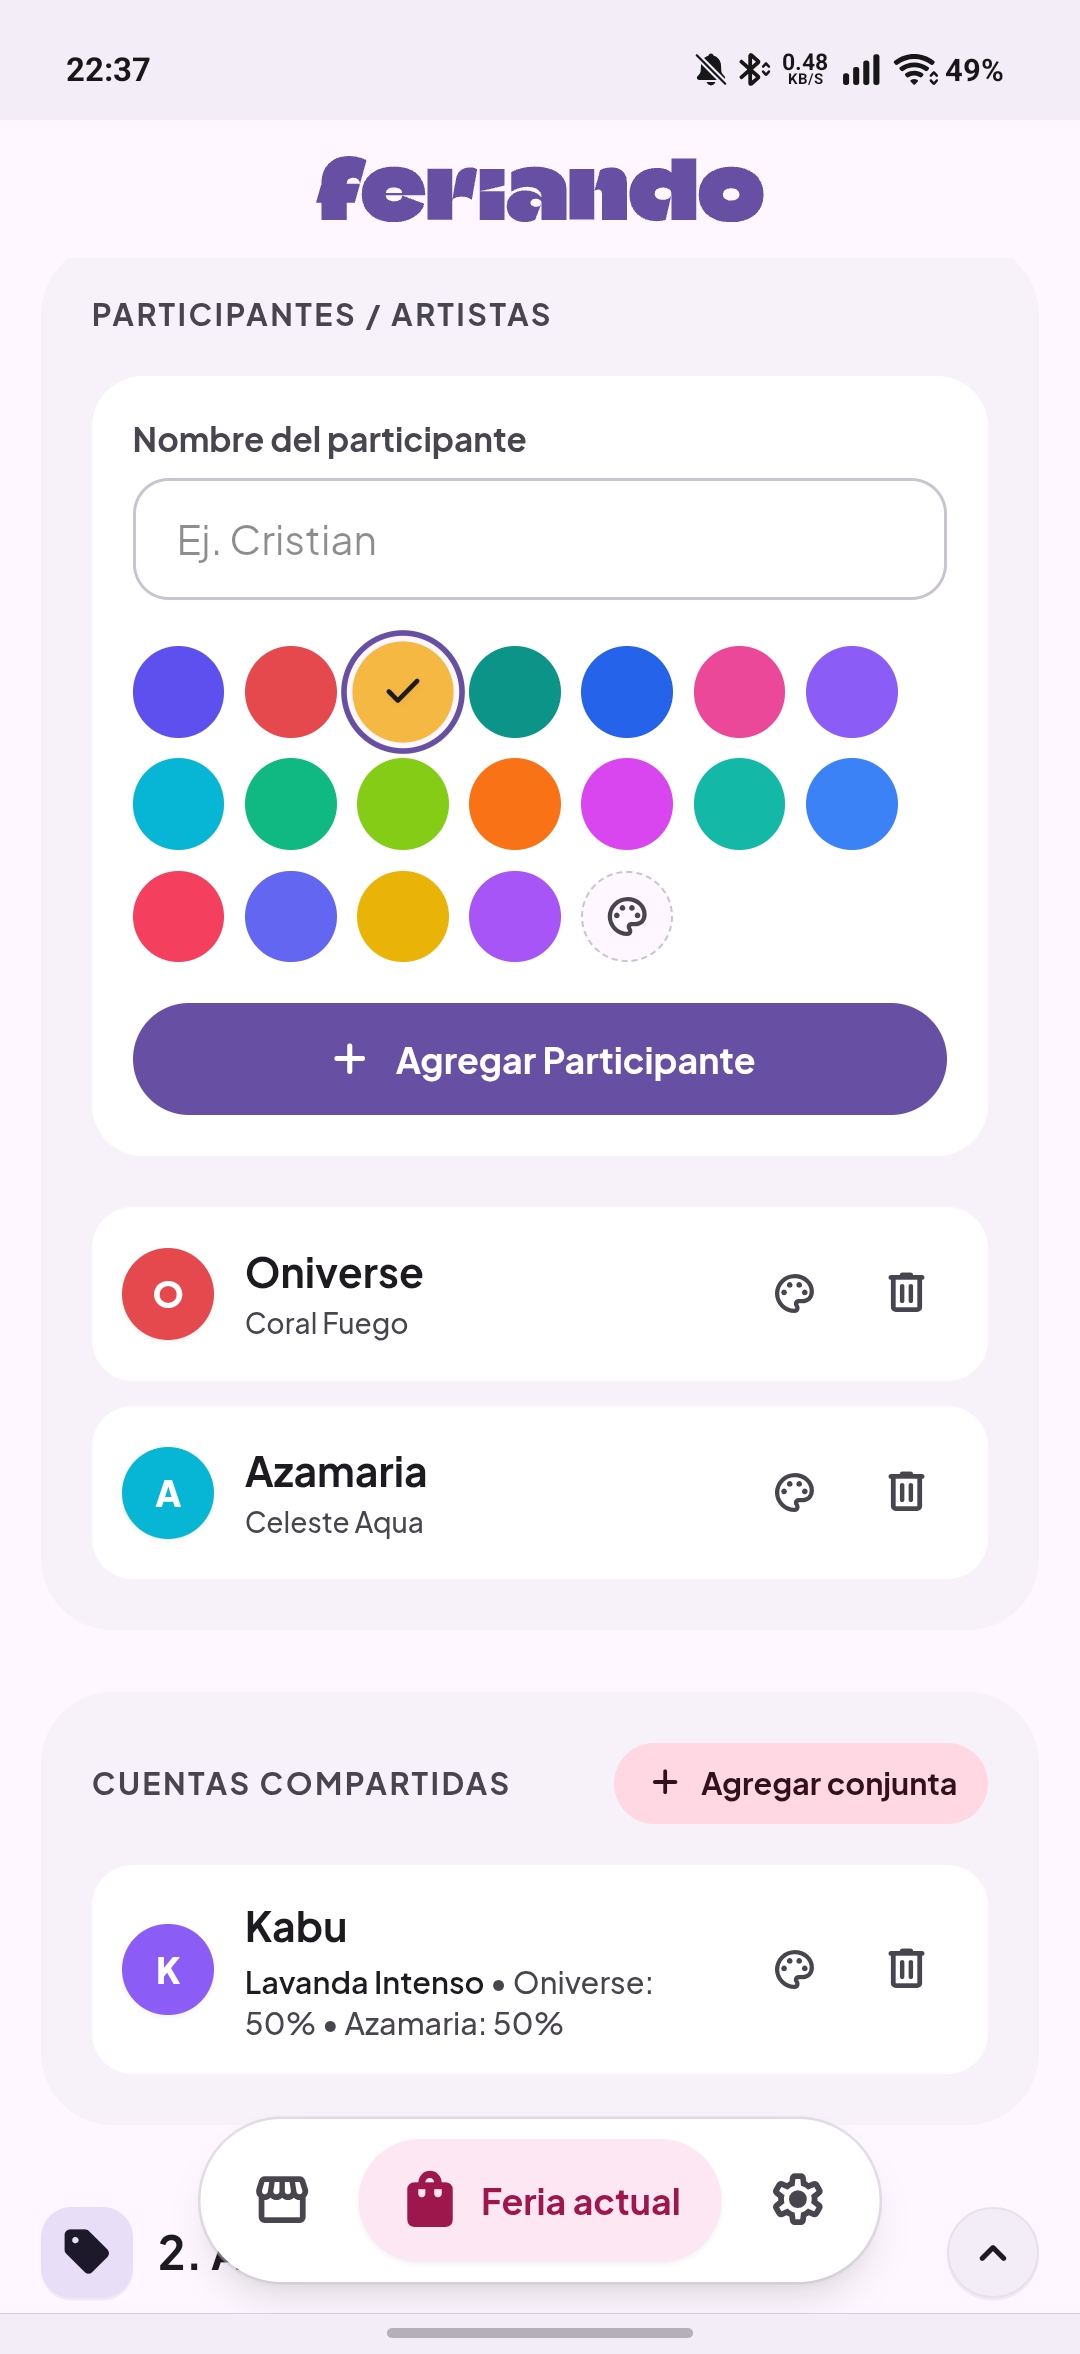 22:37
0.48
KB/S
49%
feriando
PARTICIPANTES / ARTISTAS
Nombre del participante
Ej. Cristian
Agregar Participante
O
Oniverse
Coral Fuego
A
Azamaria
Celeste Aqua
CUENTAS COMPARTIDAS
Agregar conjunta
K
Kabu
Lavanda Intenso • Oniverse:
50% • Azamaria: 50%
Feria actual
2.